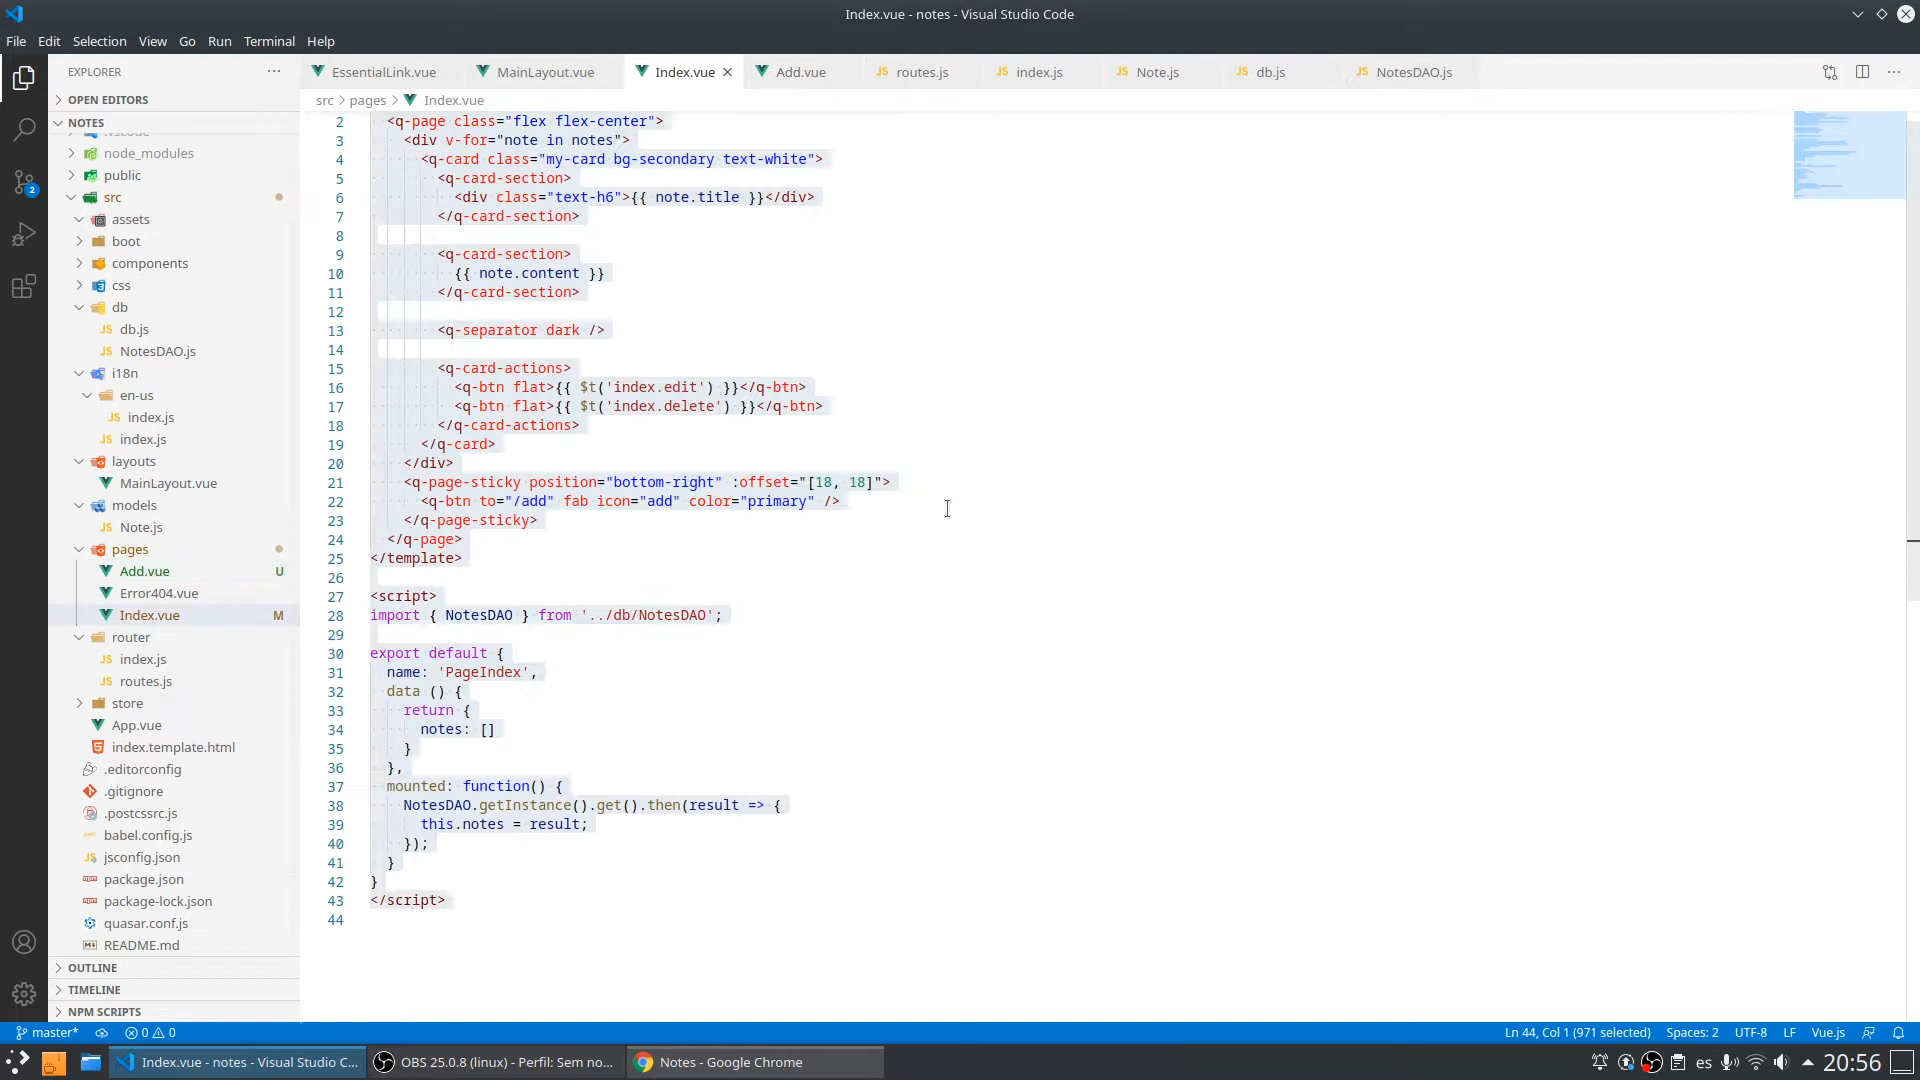 Index.vue - notes - Visual Studio Code
File Edit Selection View Go Run Terminal Help
EXPLORER
OPEN EDITORS
NOTES
.vscode
node_modules
public
src
assets
boot
components
css
db
db.js
NotesDAO.js
i18n
en-us
index.js
index.js
layouts
MainLayout.vue
models
Note.js
pages
Add.vue U
Error404.vue
Index.vue M
router
index.js
routes.js
store
App.vue
index.template.html
.editorconfig
.gitignore
.postcssrc.js
babel.config.js
jsconfig.json
package.json
package-lock.json
quasar.conf.js
README.md
OUTLINE
TIMELINE
NPM SCRIPTS
2
EssentialLink.vue MainLayout.vue Index.vue Add.vue routes.js index.js Note.js db.js NotesDAO.js
src > pages > Index.vue
2 <q-page class="flex flex-center">
3 <div v-for="note in notes">
4 <q-card class="my-card bg-secondary text-white">
5 <q-card-section>
6 <div class="text-h6">{{ note.title }}</div>
7 </q-card-section>
8
9 <q-card-section>
10 {{ note.content }}
11 </q-card-section>
12
13 <q-separator dark />
14
15 <q-card-actions>
16 <q-btn flat>{{ $t('index.edit') }}</q-btn>
17 <q-btn flat>{{ $t('index.delete') }}</q-btn>
18 </q-card-actions>
19 </q-card>
20 </div>
21 <q-page-sticky position="bottom-right" :offset="[18, 18]">
22 <q-btn to="/add" fab icon="add" color="primary" />
23 </q-page-sticky>
24 </q-page>
25 </template>
26
27 <script>
28 import { NotesDAO } from '../db/NotesDAO';
29
30 export default {
31 name: 'PageIndex',
32 data () {
33 return {
34 notes: []
35 }
36 },
37 mounted: function() {
38 NotesDAO.getInstance().get().then(result => {
39 this.notes = result;
40 });
41 }
42 }
43 </script>
44
master* 0 0 Ln 44, Col 1 (971 selected) Spaces: 2 UTF-8 LF Vue.js
Index.vue - notes - Visual Studio C... OBS 25.0.8 (linux) - Perfil: Sem no... Notes - Google Chrome es 20:56